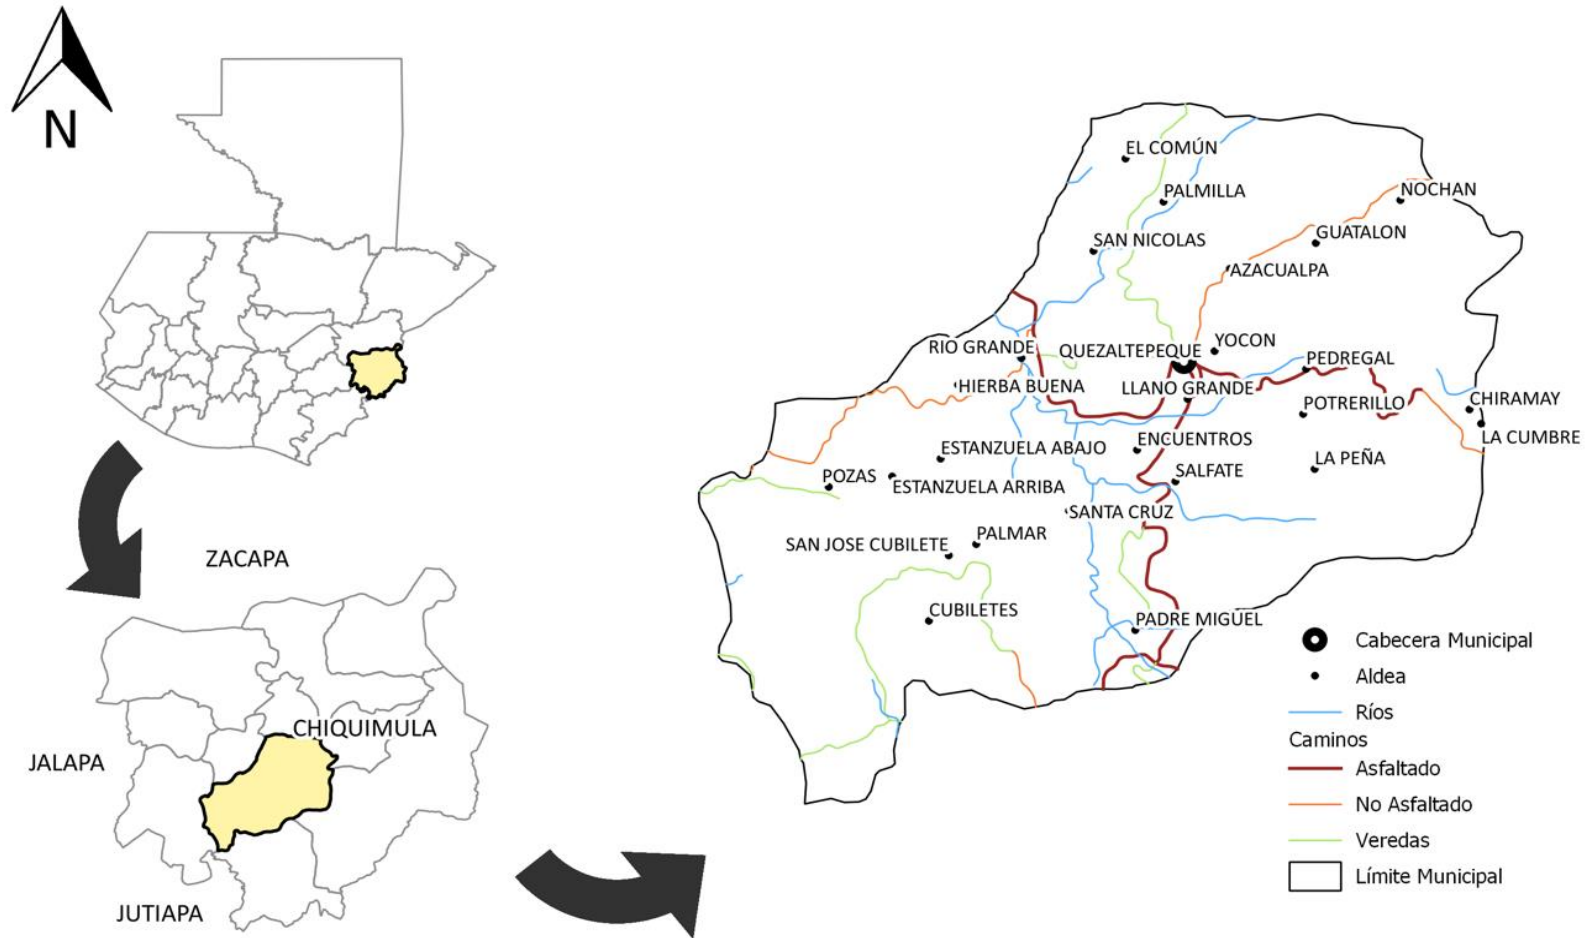 N
EL COMÚN
PALMILLA
NOCHAN
SAN NICOLAS
GUATALON
AZACUALPA
RIO GRANDE
QUEZALTEPEQUE
YOCON
PEDREGAL
HIERBA BUENA
LLANO GRANDE
POTRERILLO
CHIRAMAY
LA CUMBRE
ESTANZUELA ABAJO
ENCUENTROS
LA PEÑA
POZAS
ESTANZUELA ARRIBA
SALFATE
SANTA CRUZ
SAN JOSE CUBILETE
PALMAR
CUBILETES
PADRE MIGUEL
ZACAPA
CHIQUIMULA
JALAPA
JUTIAPA
Cabecera Municipal
Aldea
Ríos
Caminos
Asfaltado
No Asfaltado
Veredas
Límite Municipal